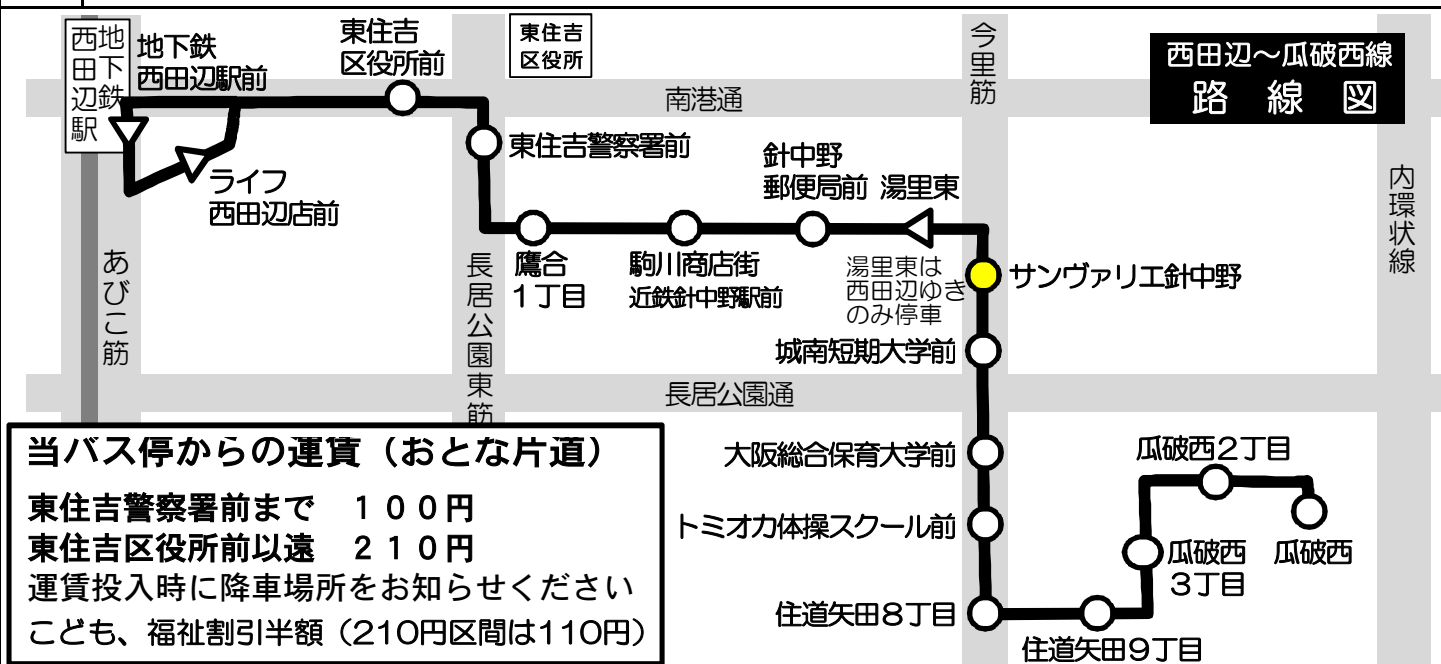 地下鉄
西田辺駅
地下鉄
西田辺駅前
東住吉
区役所前
東住吉
区役所
今里筋
西田辺～瓜破西線
路線図
南港通
東住吉警察署前
針中野
郵便局前
湯里東
ライフ
西田辺店前
内環状線
あびこ筋
長居公園東筋
鷹合
１丁目
駒川商店街
近鉄針中野駅前
湯里東は
西田辺ゆき
のみ停車
サンヴァリエ針中野
城南短期大学前
長居公園通
大阪総合保育大学前
トミオカ体操スクール前
住道矢田８丁目
住道矢田９丁目
瓜破西２丁目
瓜破西
３丁目
瓜破西
当バス停からの運賃（おとな片道）
東住吉警察署前まで　１００円
東住吉区役所前以遠　２１０円
運賃投入時に降車場所をお知らせください
こども、福祉割引半額（210円区間は110円）